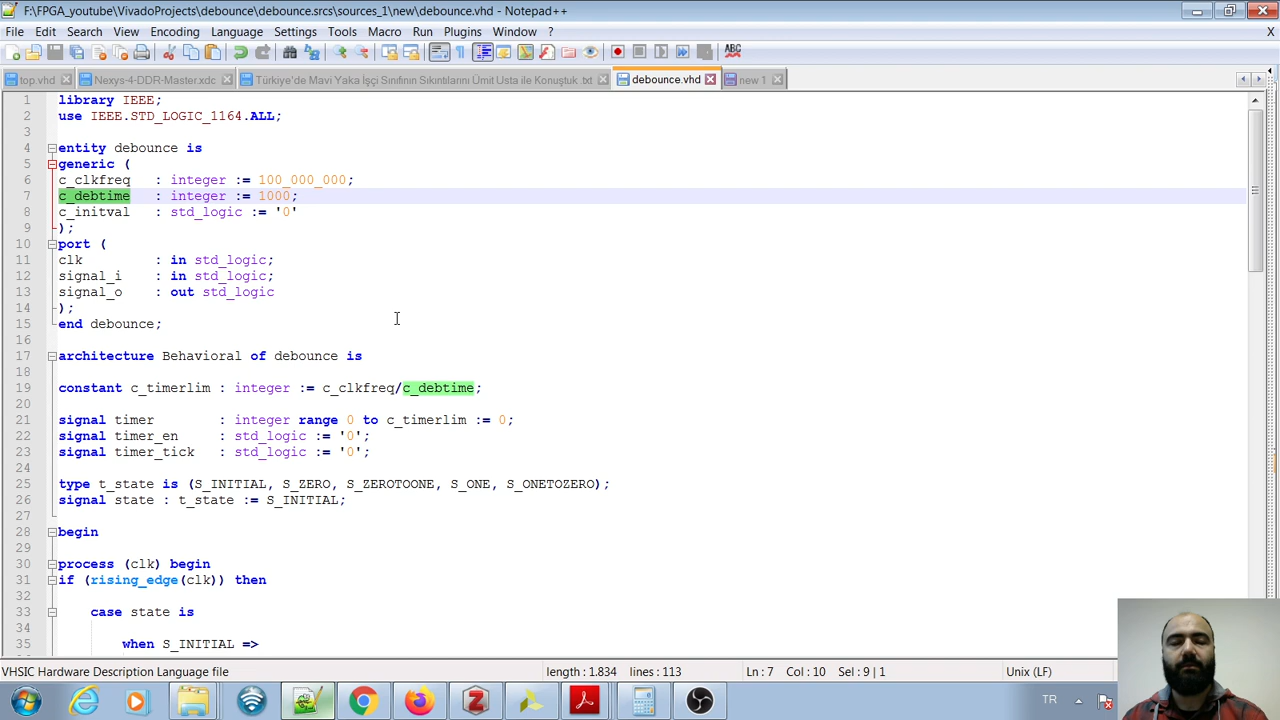 F:\FPGA_youtube\VivadoProjects\debounce\debounce.srcs\sources_1\new\debounce.vhd - Notepad++
File Edit Search View Encoding Language Settings Tools Macro Run Plugins Window ? X
top.vhd Nexys-4-DDR-Master.xdc Türkiye'de Mavi Yaka İşçi Sınıfının Sıkıntılarını Ümit Usta ile Konuştuk.txt debounce.vhd new 1
1 library IEEE;
2 use IEEE.STD_LOGIC_1164.ALL;
3
4 entity debounce is
5 generic (
6 c_clkfreq : integer := 100_000_000;
7 c_debtime : integer := 1000;
8 c_initval : std_logic := '0'
9 );
10 port (
11 clk : in std_logic;
12 signal_i : in std_logic;
13 signal_o : out std_logic
14 );
15 end debounce;
16
17 architecture Behavioral of debounce is
18
19 constant c_timerlim : integer := c_clkfreq/c_debtime;
20
21 signal timer : integer range 0 to c_timerlim := 0;
22 signal timer_en : std_logic := '0';
23 signal timer_tick : std_logic := '0';
24
25 type t_state is (S_INITIAL, S_ZERO, S_ZEROTOONE, S_ONE, S_ONETOZERO);
26 signal state : t_state := S_INITIAL;
27
28 begin
29
30 process (clk) begin
31 if (rising_edge(clk)) then
32
33 case state is
34
35 when S_INITIAL =>
VHSIC Hardware Description Language file length : 1.834 lines : 113 Ln : 7 Col : 10 Sel : 9 | 1 Unix (LF)
TR